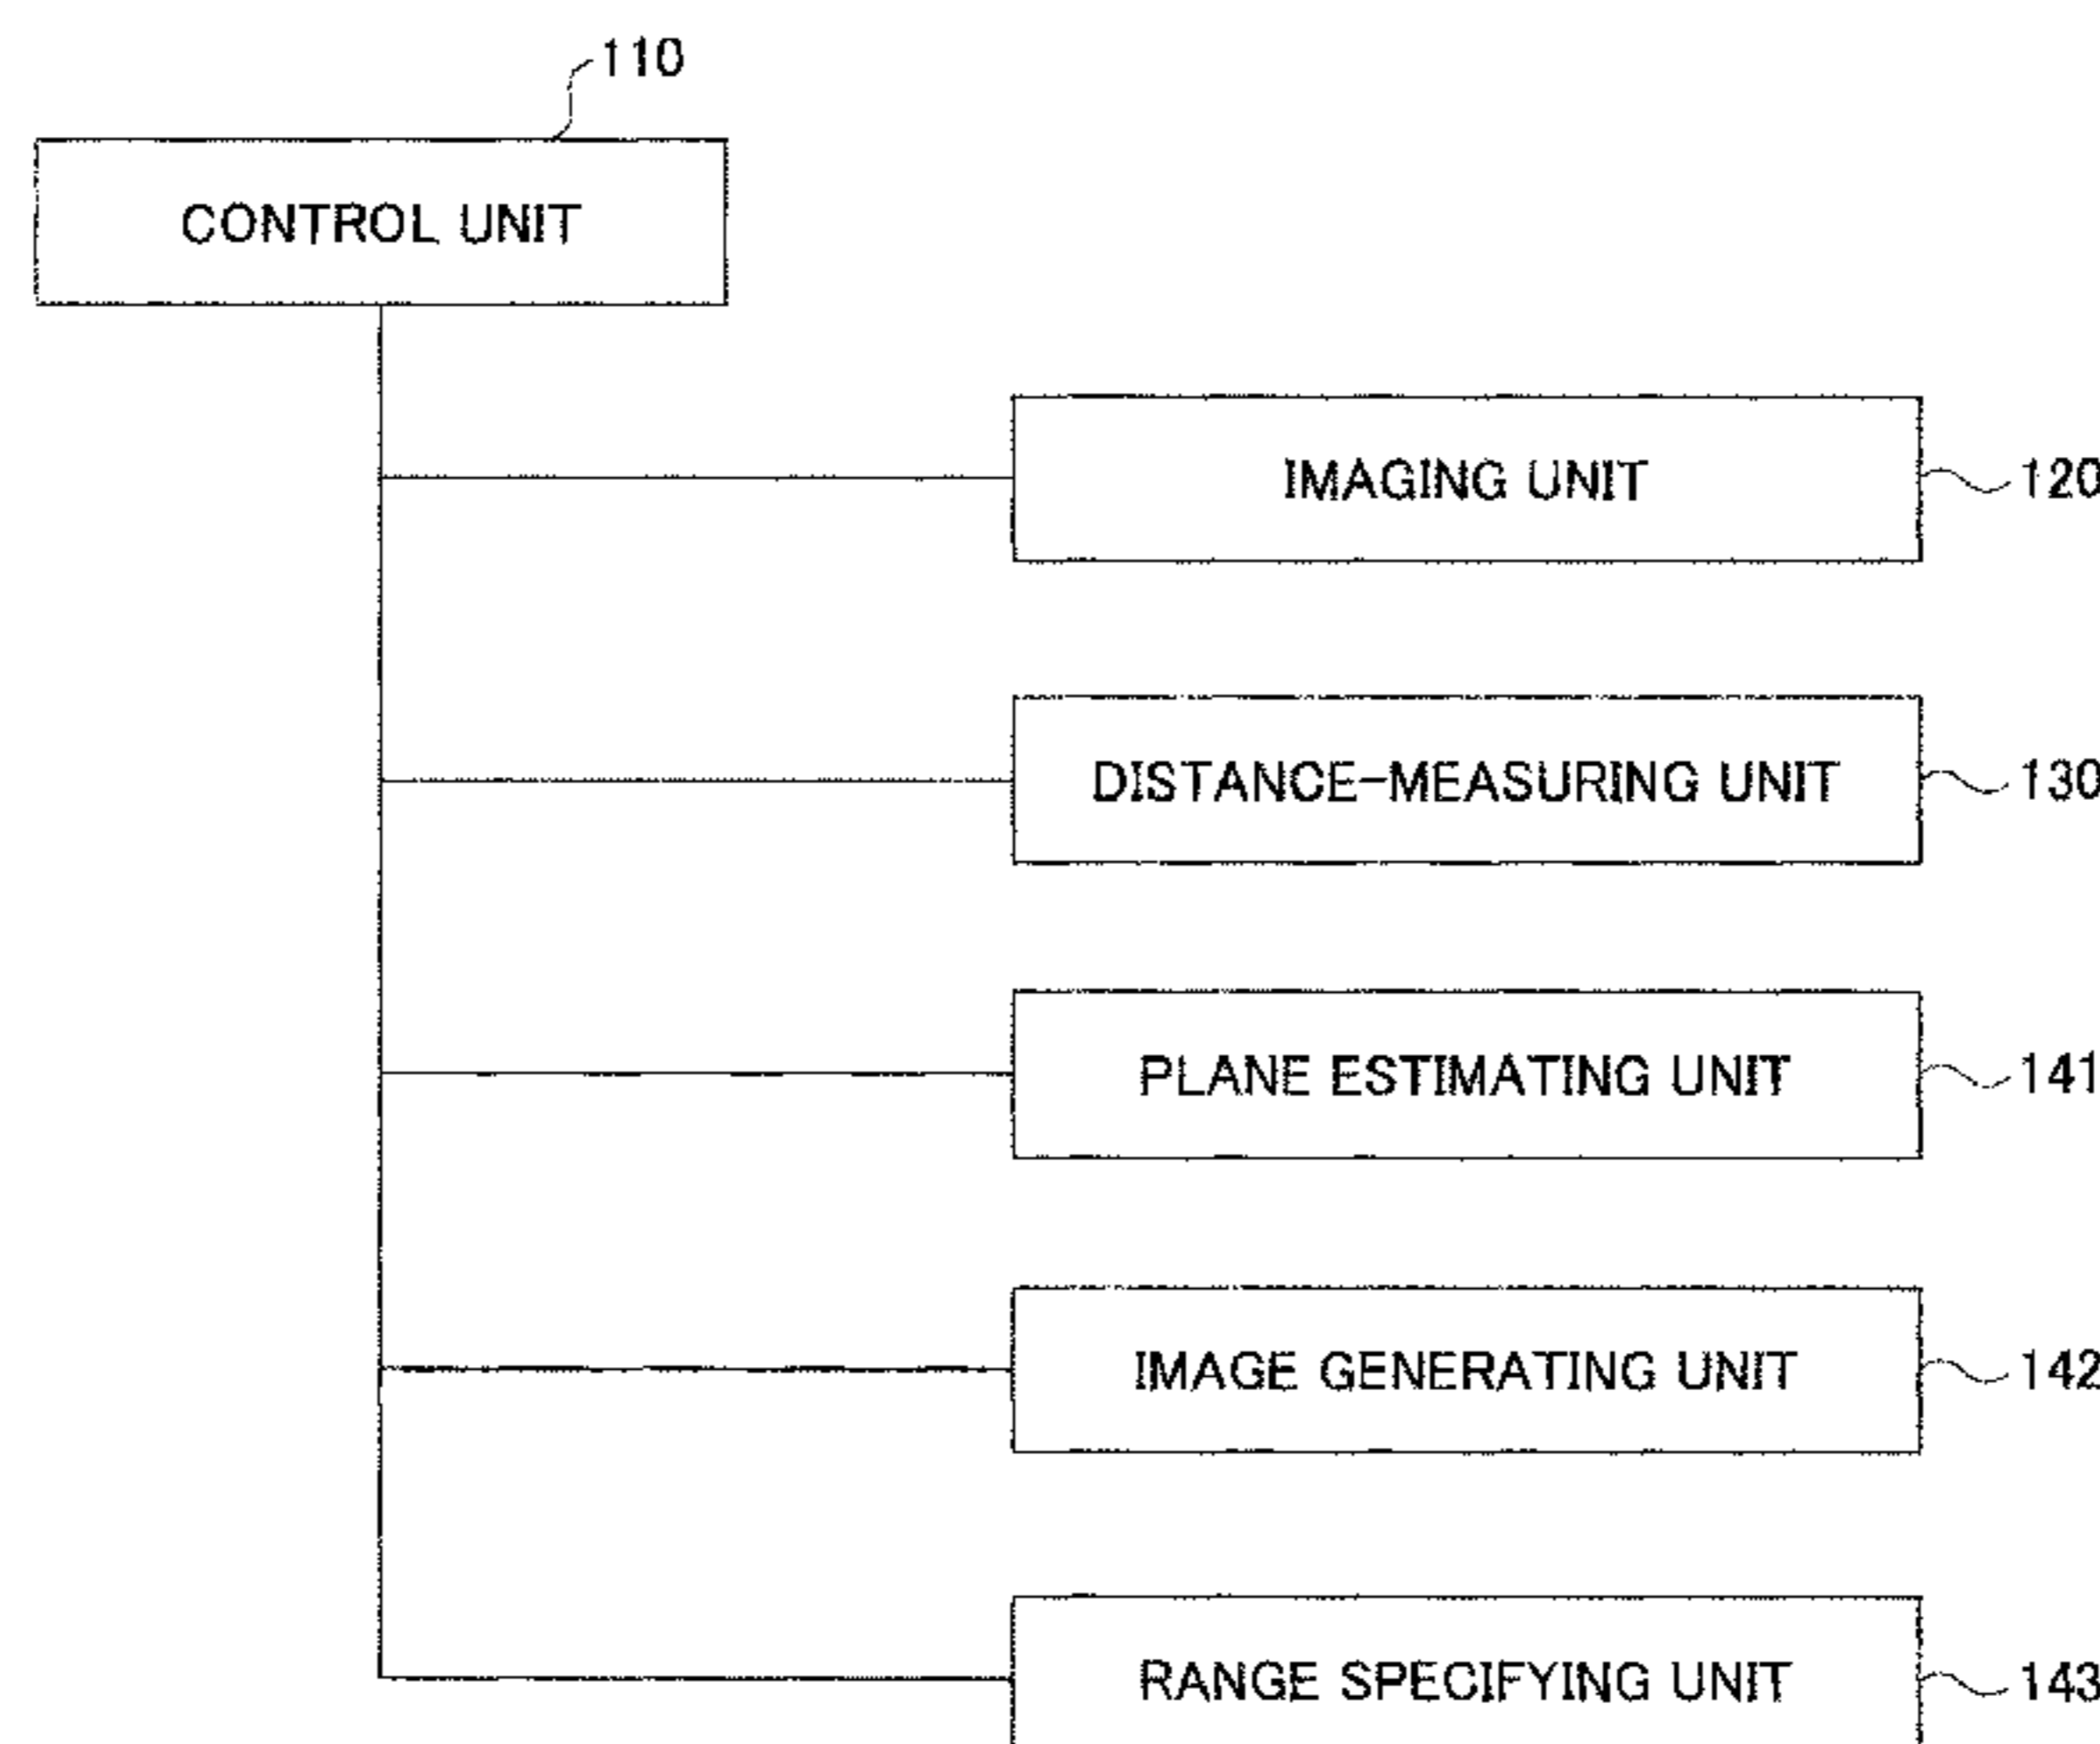 110
CONTROL UNIT
IMAGING UNIT
120
DISTANCE-MEASURING UNIT
130
PLANE ESTIMATING UNIT
141
IMAGE GENERATING UNIT
142
RANGE SPECIFYING UNIT
143